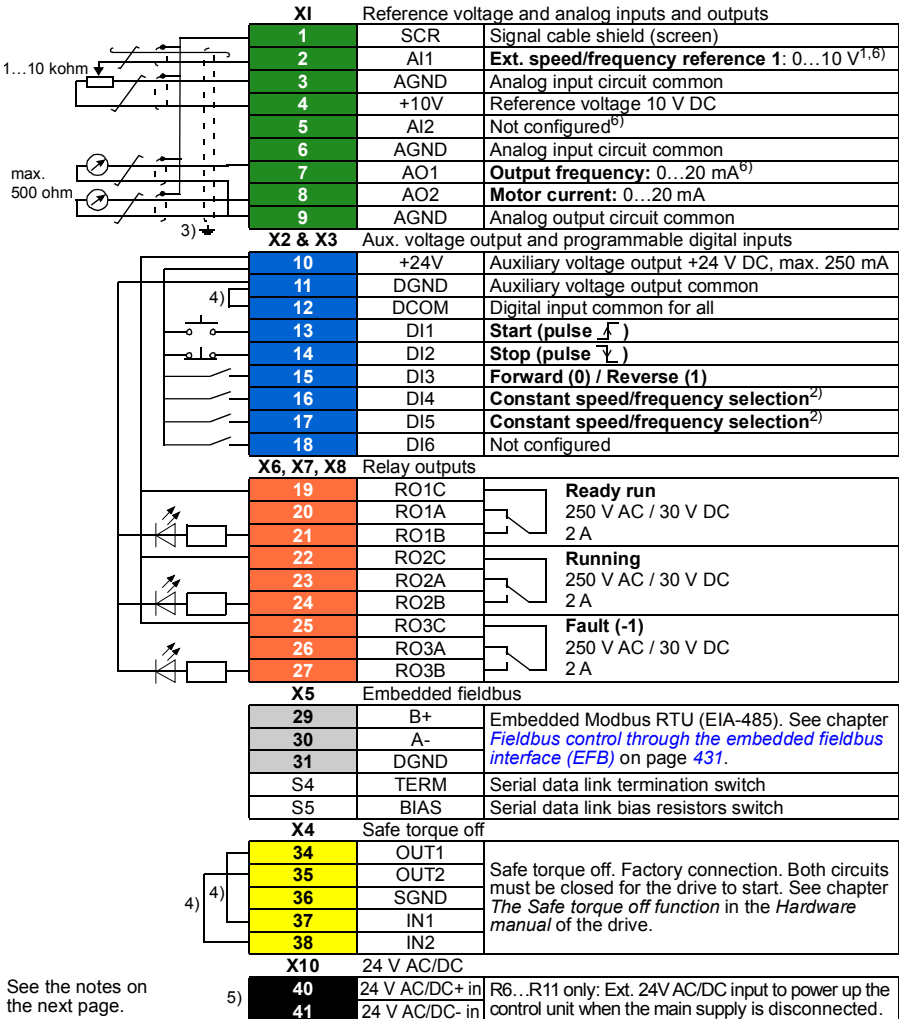 XI Reference voltage and analog inputs and outputs
1 SCR Signal cable shield (screen)
2 AI1 Ext. speed/frequency reference 1: 0…10 V1,6)
1…10 kohm
3 AGND Analog input circuit common
4 +10V Reference voltage 10 V DC
5 AI2 Not configured6)
6 AGND Analog input circuit common
7 AO1 Output frequency: 0…20 mA6)
max.
500 ohm
8 AO2 Motor current: 0…20 mA
9 AGND Analog output circuit common
3)
X2 & X3 Aux. voltage output and programmable digital inputs
10 +24V Auxiliary voltage output +24 V DC, max. 250 mA
11 DGND Auxiliary voltage output common
4)
12 DCOM Digital input common for all
13 DI1 Start (pulse )
14 DI2 Stop (pulse )
15 DI3 Forward (0) / Reverse (1)
16 DI4 Constant speed/frequency selection2)
17 DI5 Constant speed/frequency selection2)
18 DI6 Not configured
X6, X7, X8 Relay outputs
19 RO1C Ready run
20 RO1A 250 V AC / 30 V DC
21 RO1B 2 A
22 RO2C Running
23 RO2A 250 V AC / 30 V DC
24 RO2B 2 A
25 RO3C Fault (-1)
26 RO3A 250 V AC / 30 V DC
27 RO3B 2 A
X5 Embedded fieldbus
29 B+ Embedded Modbus RTU (EIA-485). See chapter
30 A- Fieldbus control through the embedded fieldbus
31 DGND interface (EFB) on page 431.
S4 TERM Serial data link termination switch
S5 BIAS Serial data link bias resistors switch
X4 Safe torque off
34 OUT1
35 OUT2 Safe torque off. Factory connection. Both circuits
36 SGND must be closed for the drive to start. See chapter
4) 4)
37 IN1 The Safe torque off function in the Hardware
38 IN2 manual of the drive.
X10 24 V AC/DC
40 24 V AC/DC+ in R6…R11 only: Ext. 24V AC/DC input to power up the
41 24 V AC/DC- in control unit when the main supply is disconnected.
5)
See the notes on
the next page.